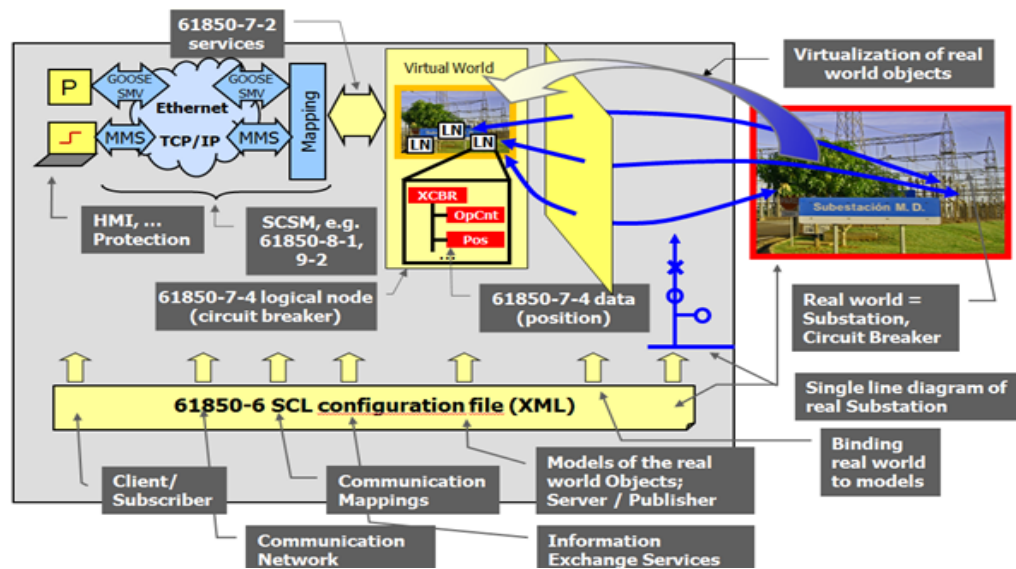 61850-7-2
services
Virtualization of real
world objects
P
GOOSE
SMV
GOOSE
SMV
Ethernet
TCP/IP
MMS
MMS
Mapping
Virtual World
LN
LN
LN
XCBR
OpCnt
Pos
...
Subestación M. D.
HMI, ...
Protection
SCSM, e.g.
61850-8-1,
9-2
61850-7-4 logical node
(circuit breaker)
61850-7-4 data
(position)
Real world =
Substation,
Circuit Breaker
61850-6 SCL configuration file (XML)
Single line diagram of
real Substation
Client/
Subscriber
Communication
Mappings
Models of the real
world Objects;
Server / Publisher
Binding
real world
to models
Communication
Network
Information
Exchange Services